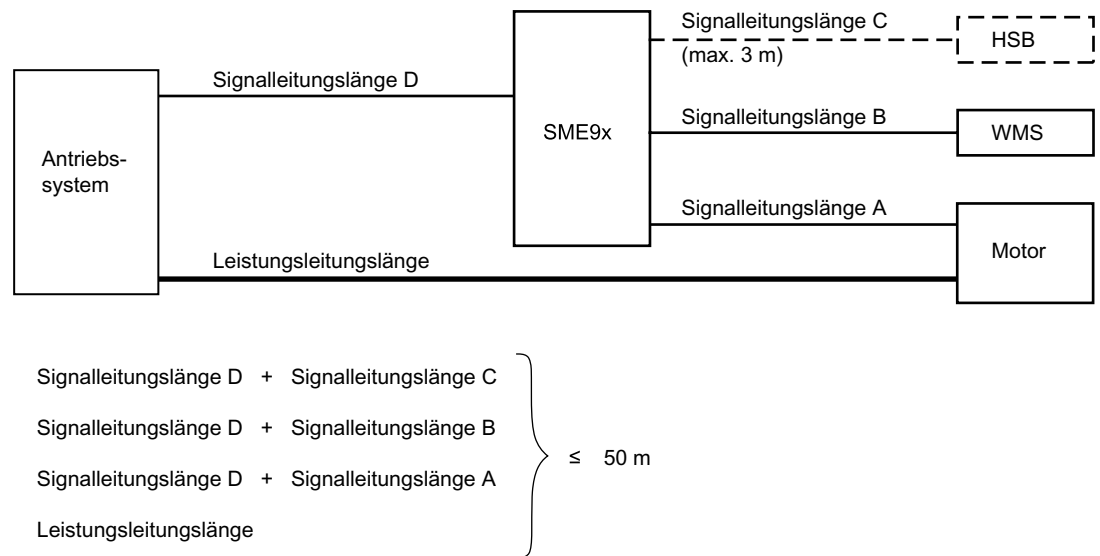 Signalleitungslänge C
(max. 3 m)
HSB
Signalleitungslänge D
Signalleitungslänge B
SME9x
WMS
Antriebs-
system
Signalleitungslänge A
Motor
Leistungsleitungslänge
Signalleitungslänge D + Signalleitungslänge C
Signalleitungslänge D + Signalleitungslänge B
≤ 50 m
Signalleitungslänge D + Signalleitungslänge A
Leistungsleitungslänge